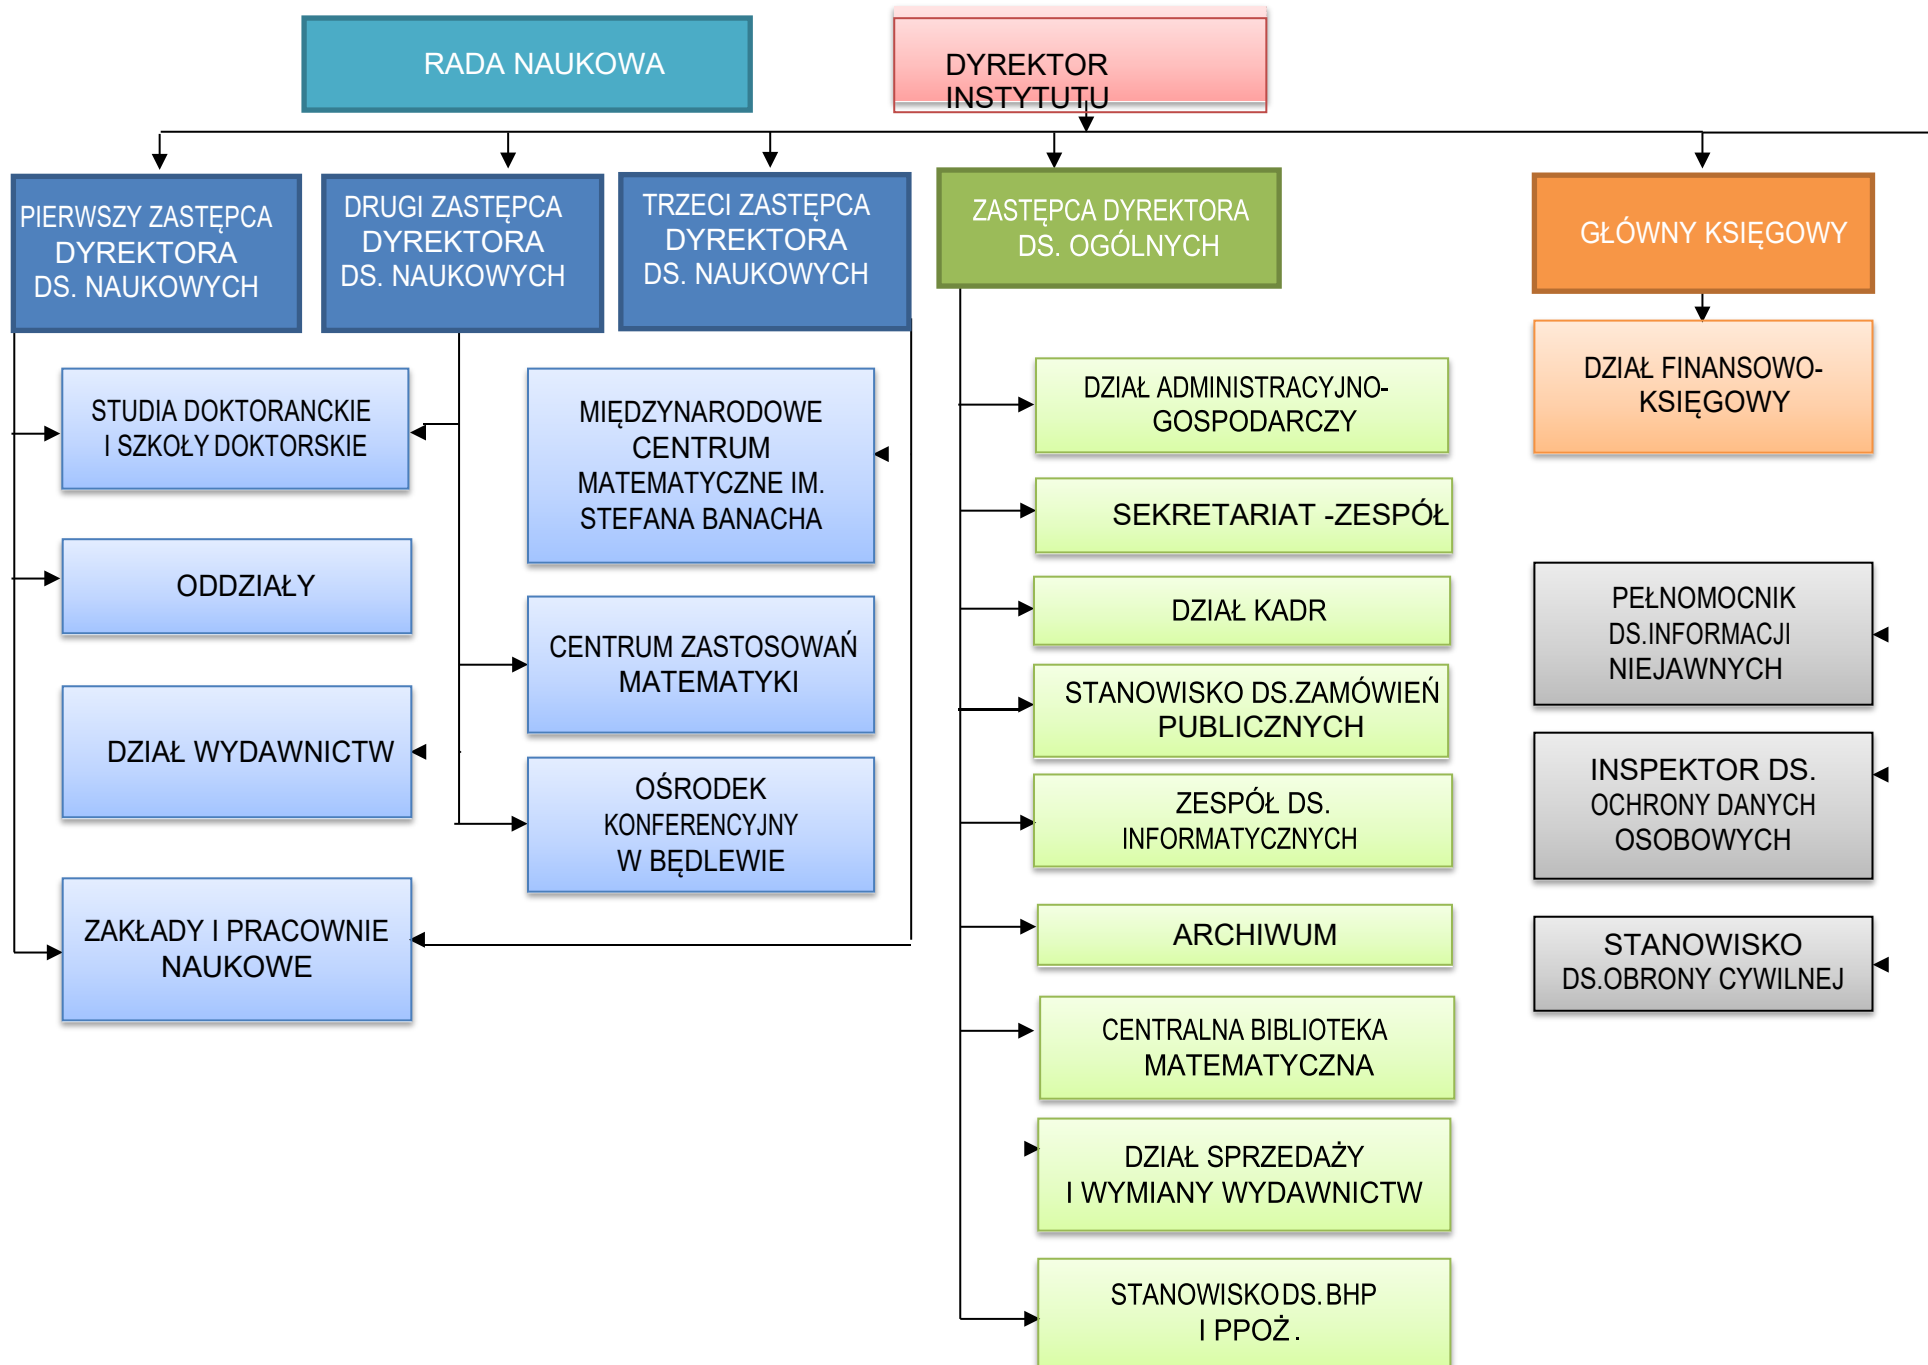 RADA NAUKOWA
DYREKTOR
INSTYTUTU
PIERWSZY ZASTĘPCA
DYREKTORA
DS. NAUKOWYCH
DRUGI ZASTĘPCA
DYREKTORA
DS. NAUKOWYCH
TRZECI ZASTĘPCA
DYREKTORA
DS. NAUKOWYCH
ZASTĘPCA DYREKTORA
DS. OGÓLNYCH
GŁÓWNY KSIĘGOWY
STUDIA DOKTORANCKIE
I SZKOŁY DOKTORSKIE
ODDZIAŁY
DZIAŁ WYDAWNICTW
ZAKŁADY I PRACOWNIE
NAUKOWE
MIĘDZYNARODOWE
CENTRUM
MATEMATYCZNE IM.
STEFANA BANACHA
CENTRUM ZASTOSOWAŃ
MATEMATYKI
OŚRODEK
KONFERENCYJNY
W BĘDLEWIE
DZIAŁ ADMINISTRACYJNO-
GOSPODARCZY
SEKRETARIAT -ZESPÓŁ
DZIAŁ KADR
STANOWISKO DS.ZAMÓWIEŃ
PUBLICZNYCH
ZESPÓŁ DS.
INFORMATYCZNYCH
ARCHIWUM
CENTRALNA BIBLIOTEKA
MATEMATYCZNA
DZIAŁ SPRZEDAŻY
I WYMIANY WYDAWNICTW
STANOWISKO DS. BHP
I PPOŻ .
DZIAŁ FINANSOWO-
KSIĘGOWY
PEŁNOMOCNIK
DS.INFORMACJI
NIEJAWNYCH
INSPEKTOR DS.
OCHRONY DANYCH
OSOBOWYCH
STANOWISKO
DS.OBRONY CYWILNEJ